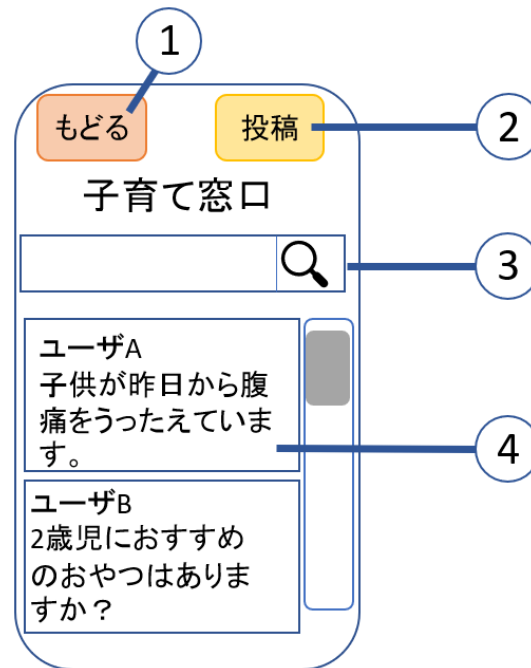 1
もどる
投稿
2
子育て窓口
3
ユーザA
子供が昨日から腹
痛をうったえていま
す。
4
ユーザB
2歳児におすすめ
のおやつはありま
すか？